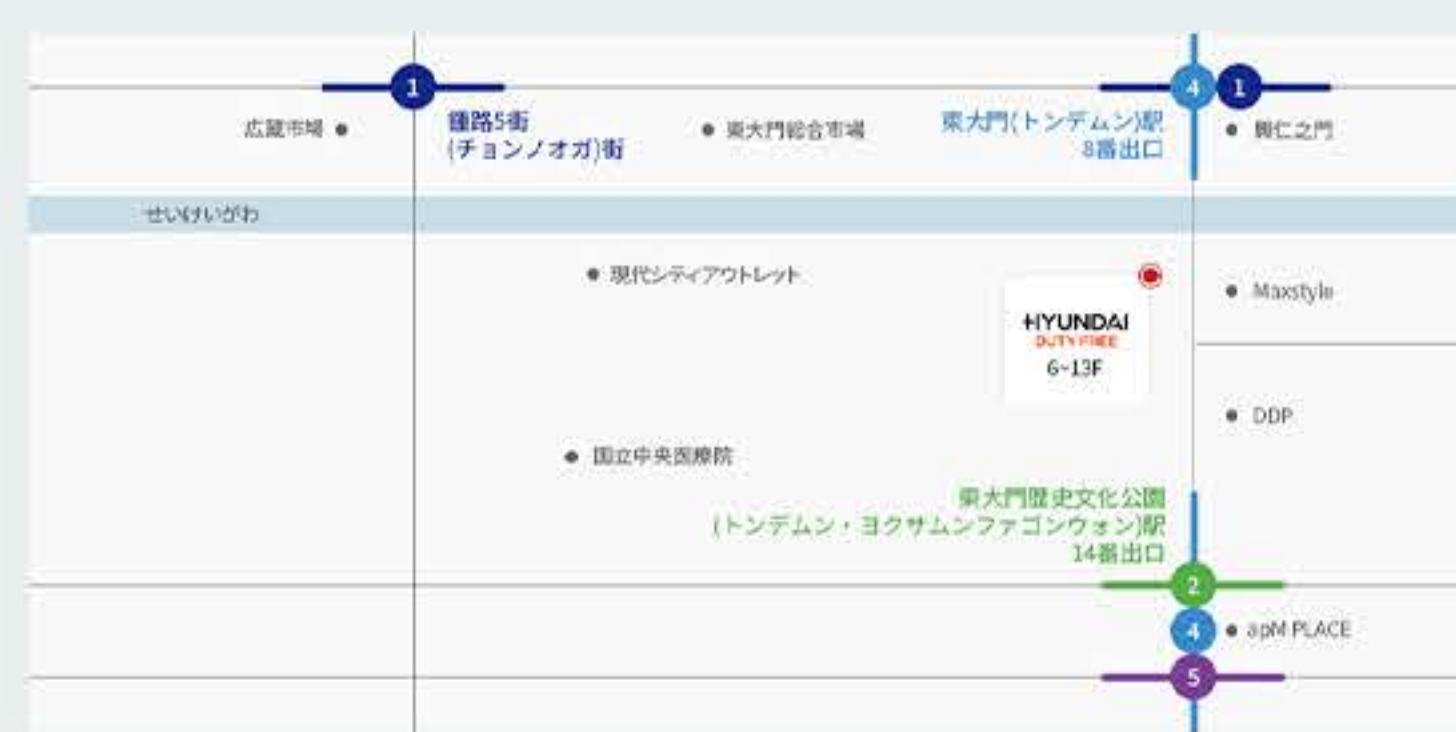 1
4
1
広蔵市場
鍾路5街
(チョンノオガ)街
東大門総合市場
東大門(トンデムン)駅
8番出口
興仁之門
せいけいがわ
現代シティアウトレット
HYUNDAI
DUTY FREE
6~13F
Maxstyle
DDP
国立中央医療院
東大門歴史文化公園
(トンデムン・ヨクサムンファゴンウォン)駅
14番出口
2
4
apM PLACE
5